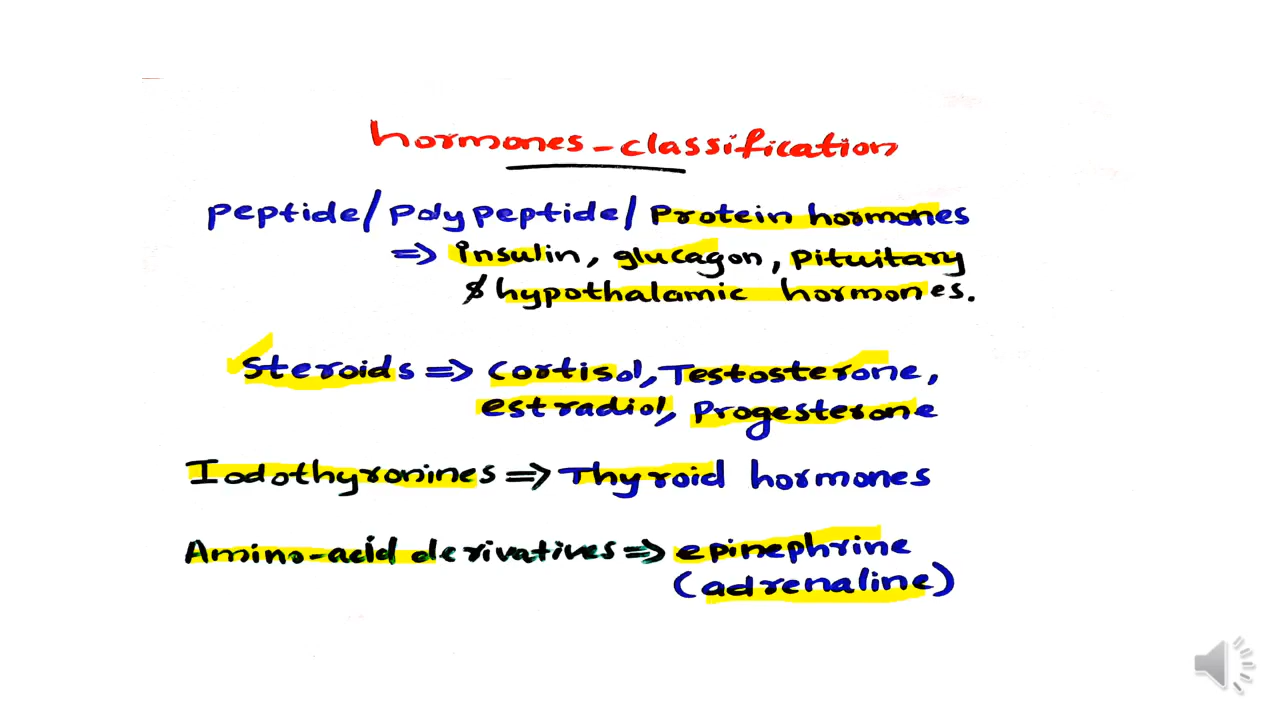 hormones - classification
peptide/polypeptide/Protein hormones
=> insulin, glucagon, pituitary
& hypothalamic hormones.
Steroids => cortisol, Testosterone,
estradiol, Progesterone
Iodothyronines => Thyroid hormones
Amino-acid derivatives => epinephrine
(adrenaline)